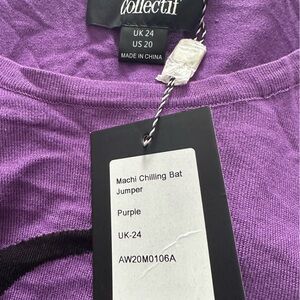 Collectif
UK 24
US 20
MADE IN CHINA
Machi Chilling Bat
Jumper
Purple
UK-24
AW20M0106A